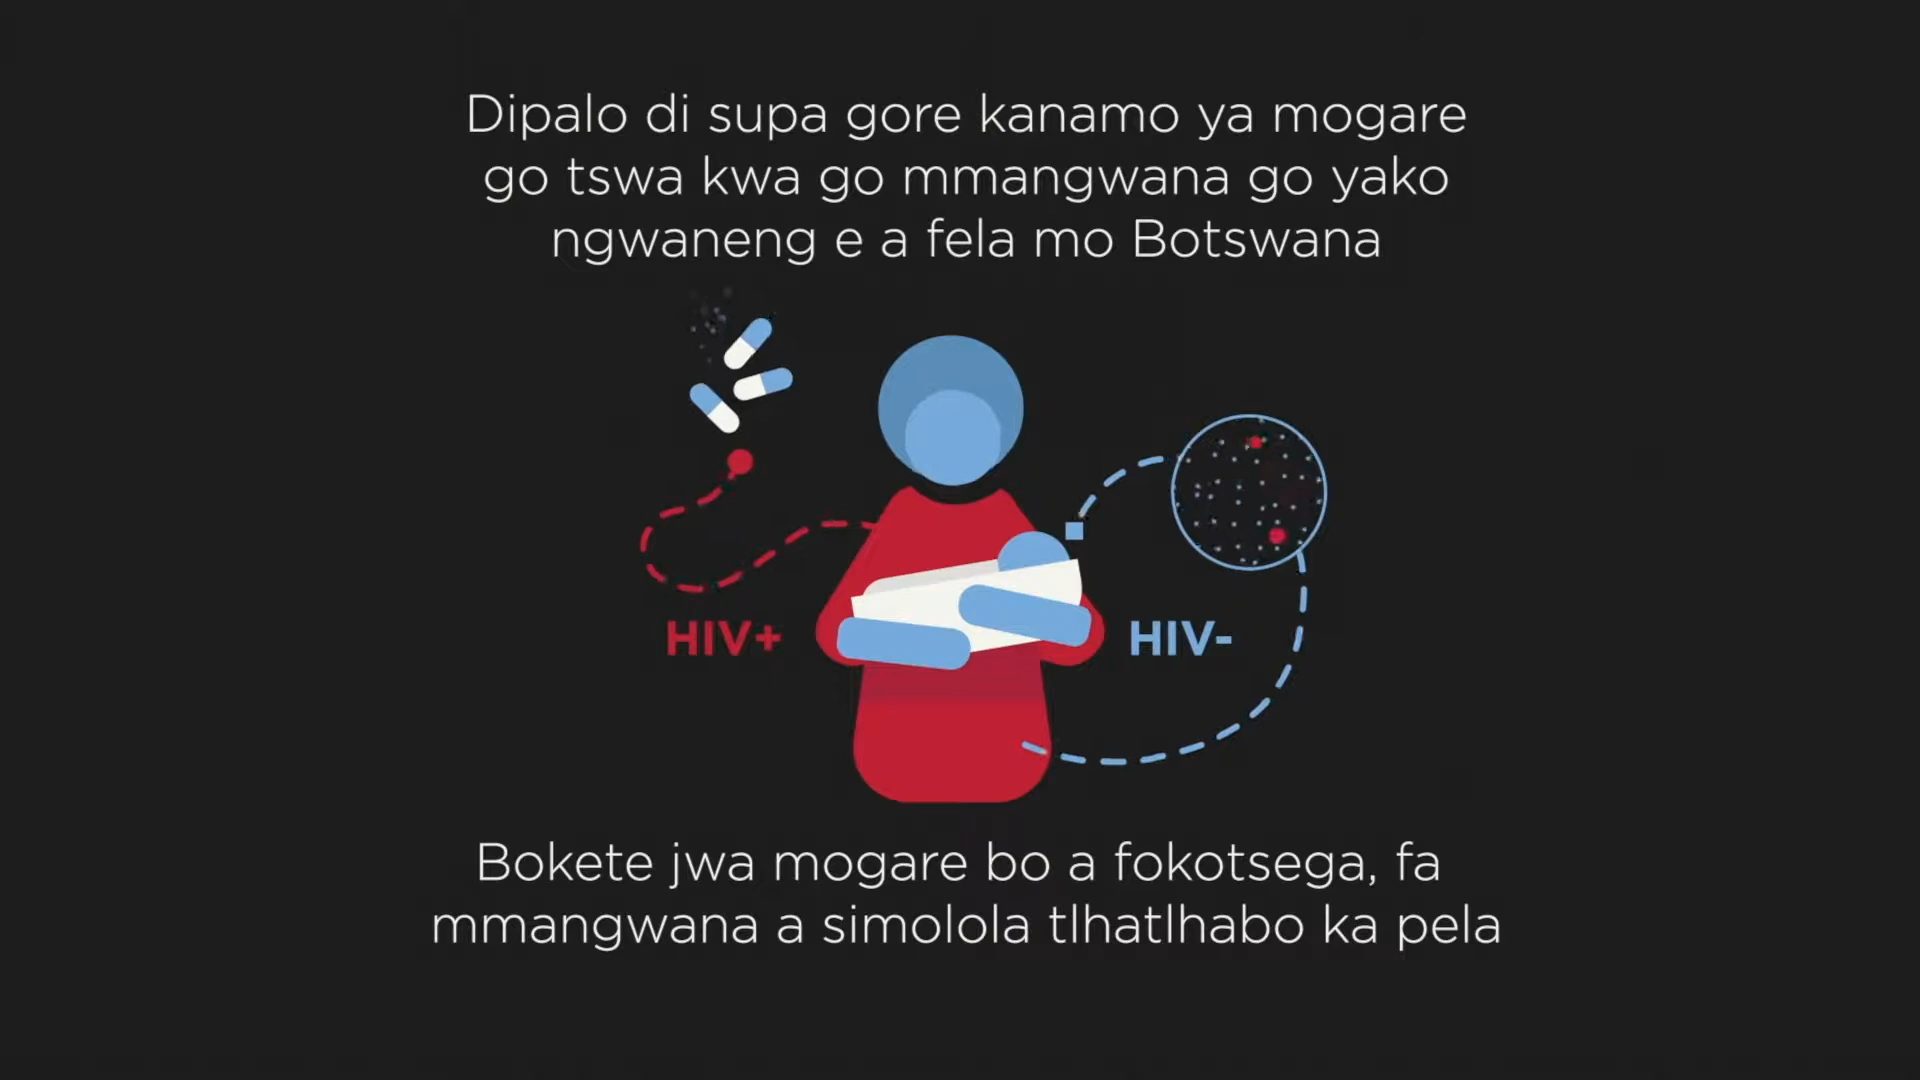 Dipalo di supa gore kanamo ya mogare
go tswa kwa go mmangwana go yako
ngwaneng e a fela mo Botswana
HIV+
HIV-
Bokete jwa mogare bo a fokotsega, fa
mmangwana a simolola tlhatlhabo ka pela